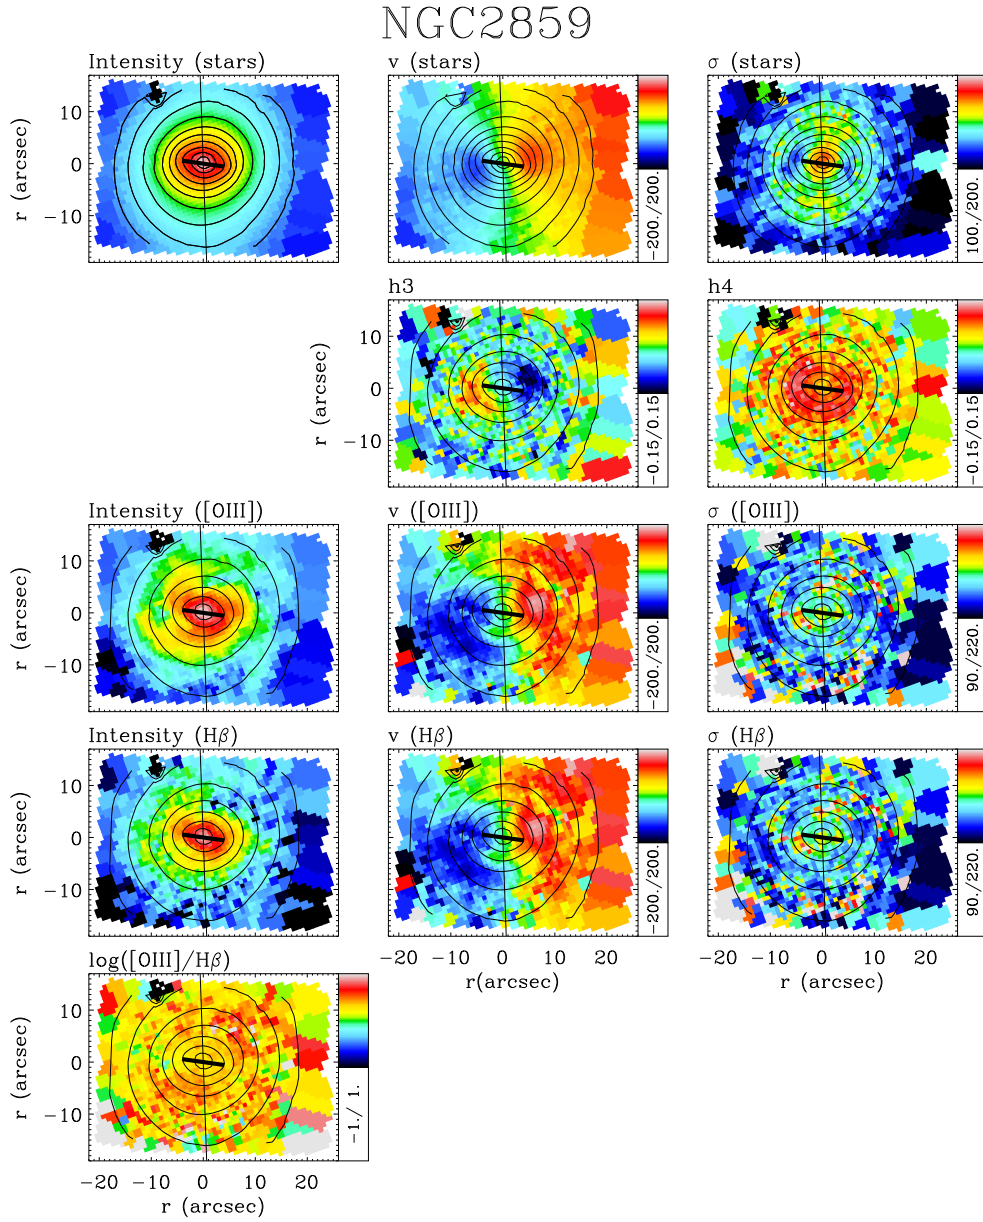 NGC2859
Intensity (stars)
v (stars)
σ (stars)
r (arcsec)
10
0
−10
−200./200.
100./200.
h3
h4
r (arcsec)
10
0
−10
−0.15/0.15
−0.15/0.15
Intensity ([OIII])
v ([OIII])
σ ([OIII])
r (arcsec)
10
0
−10
−200./200.
90./220.
Intensity (Hβ)
v (Hβ)
σ (Hβ)
r (arcsec)
10
0
−10
−200./200.
90./220.
−20 −10 0 10 20
r(arcsec)
−20 −10 0 10 20
r (arcsec)
log([OIII]/Hβ)
r (arcsec)
10
0
−10
−1./ 1.
−20 −10 0 10 20
r (arcsec)